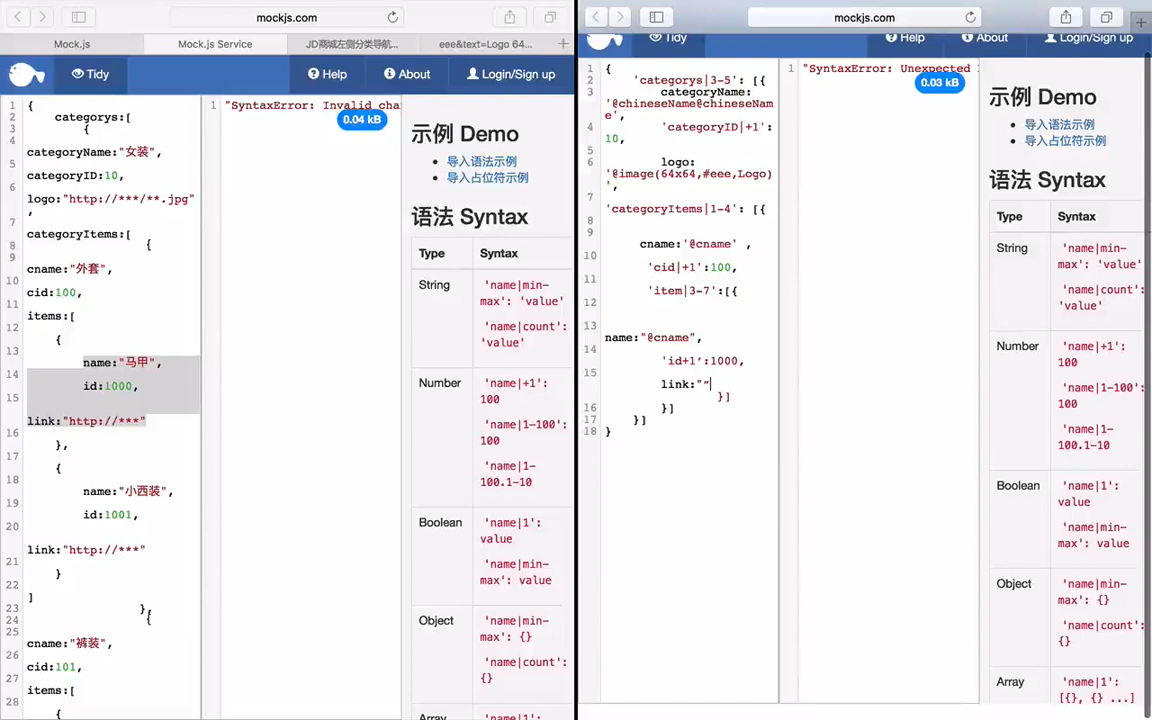 mockjs.com
Mock.js
Mock.js Service
JD商城左侧分类导航...
eee&text=Logo 64...
Tidy
Help
About
Login/Sign up
1 {
2 categorys:[
3 {
4
categoryName:"女装",
5 categoryID:10,
6
logo:"http://***/**.jpg"
7 ,
categoryItems:[
8 {
9
cname:"外套",
10
cid:100,
11
items:[
12
{
13
name:"马甲",
14
id:1000,
15
link:"http://***"
16
},
17
{
18
name:"小西装",
19
id:1001,
20
link:"http://***"
21
}
22
]
23 },
24 {
25
cname:"裤装",
26
cid:101,
27
items:[
28
{
1 "SyntaxError: Invalid cha
0.04 kB
示例 Demo
导入语法示例
导入占位符示例
语法 Syntax
Type Syntax
String 'name|min-
max': 'value'
'name|count':
'value'
Number 'name|+1':
100
'name|1-100':
100
'name|1-
100.1-10
Boolean 'name|1':
value
'name|min-
max': value
Object 'name|min-
max': {}
'name|count':
{}
Array 'name|1':
mockjs.com
Tidy
Help
About
Login/Sign up
1 {
2 'categorys|3-5': [{
3 categoryName:
'@chineseName@chineseNam
e',
4 'categoryID|+1':
10,
5
6 logo:
'@image(64x64,#eee,Logo)
',
7
'categoryItems|1-4': [{
8
9
cname:'@cname' ,
10
'cid|+1':100,
11
'item|3-7':[{
12
13
name:"@cname",
14
'id+1':1000,
15
link:"”
}]
16 }]
17 }]
18 }
1 "SyntaxError: Unexpected
0.03 kB
示例 Demo
导入语法示例
导入占位符示例
语法 Syntax
Type Syntax
String 'name|min-
max': 'value'
'name|count':
'value'
Number 'name|+1':
100
'name|1-100':
100
'name|1-
100.1-10
Boolean 'name|1':
value
'name|min-
max': value
Object 'name|min-
max': {}
'name|count':
{}
Array 'name|1':
[{}, {} ...]